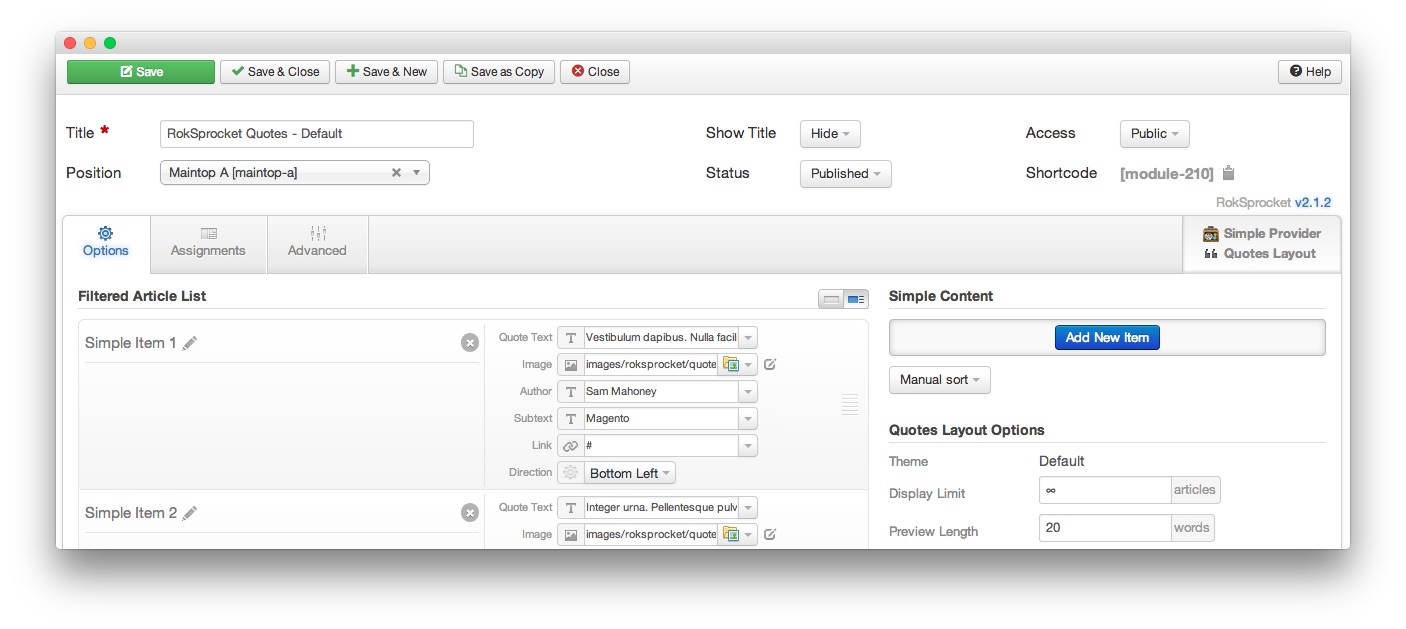 Save Save & Close Save & New Save as Copy Close Help
Title * RokSprocket Quotes - Default Show Title Hide Access Public
Position Maintop A [maintop-a] Status Published Shortcode [module-210]
RokSprocket v2.1.2
Options Assignments Advanced Simple Provider
Quotes Layout
Filtered Article List
Simple Item 1
Quote Text Vestibulum dapibus. Nulla facil
Image images/roksprocket/quote
Author Sam Mahoney
Subtext Magento
Link #
Direction Bottom Left
Simple Item 2
Quote Text Integer urna. Pellentesque pulv
Image images/roksprocket/quote
Simple Content
Add New Item
Manual sort
Quotes Layout Options
Theme Default
Display Limit ∞ articles
Preview Length 20 words